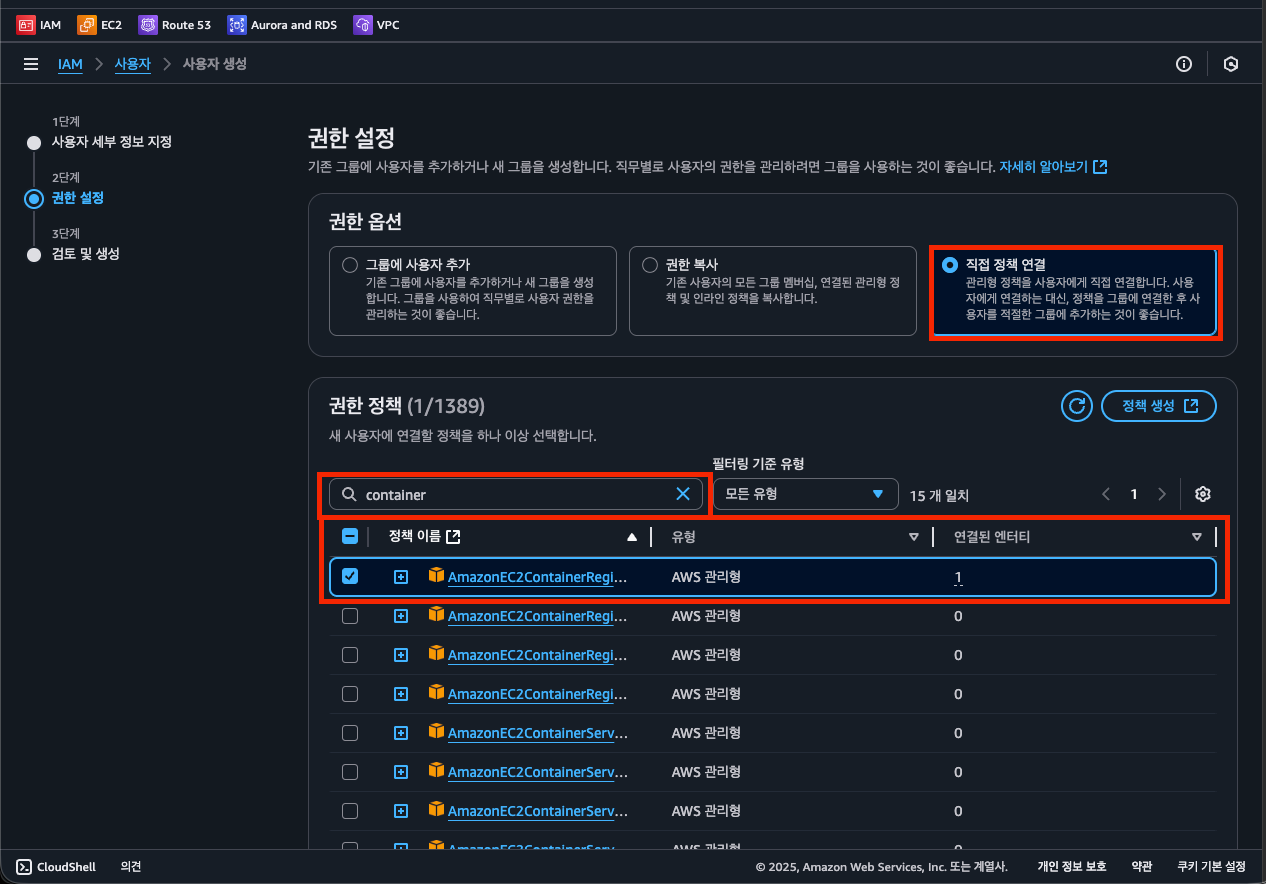 IAM EC2 Route 53 Aurora and RDS VPC
IAM 사용자 사용자 생성
1단계
사용자 세부 정보 지정
2단계
권한 설정
3단계
검토 및 생성
권한 설정
기존 그룹에 사용자를 추가하거나 새 그룹을 생성합니다. 직무별로 사용자의 권한을 관리하려면 그룹을 사용하는 것이 좋습니다. 자세히 알아보기
권한 옵션
그룹에 사용자 추가
기존 그룹에 사용자를 추가하거나 새 그룹을 생성
합니다. 그룹을 사용하여 직무별로 사용자 권한을
관리하는 것이 좋습니다.
권한 복사
기존 사용자의 모든 그룹 멤버십, 연결된 관리형 정
책 및 인라인 정책을 복사합니다.
직접 정책 연결
관리형 정책을 사용자에게 직접 연결합니다. 사용
자에게 연결하는 대신, 정책을 그룹에 연결한 후 사
용자를 적절한 그룹에 추가하는 것이 좋습니다.
권한 정책 (1/1389)
정책 생성
새 사용자에 연결할 정책을 하나 이상 선택합니다.
필터링 기준 유형
container 모든 유형 15 개 일치 1
정책 이름 유형 연결된 엔터티
AmazonEC2ContainerRegi... AWS 관리형 1
AmazonEC2ContainerRegi... AWS 관리형 0
AmazonEC2ContainerRegi... AWS 관리형 0
AmazonEC2ContainerRegi... AWS 관리형 0
AmazonEC2ContainerServ... AWS 관리형 0
AmazonEC2ContainerServ... AWS 관리형 0
AmazonEC2ContainerServ... AWS 관리형 0
AmazonEC2ContainerServ... AWS 관리형 0
CloudShell 의견 © 2025, Amazon Web Services, Inc. 또는 계열사. 개인 정보 보호 약관 쿠키 기본 설정